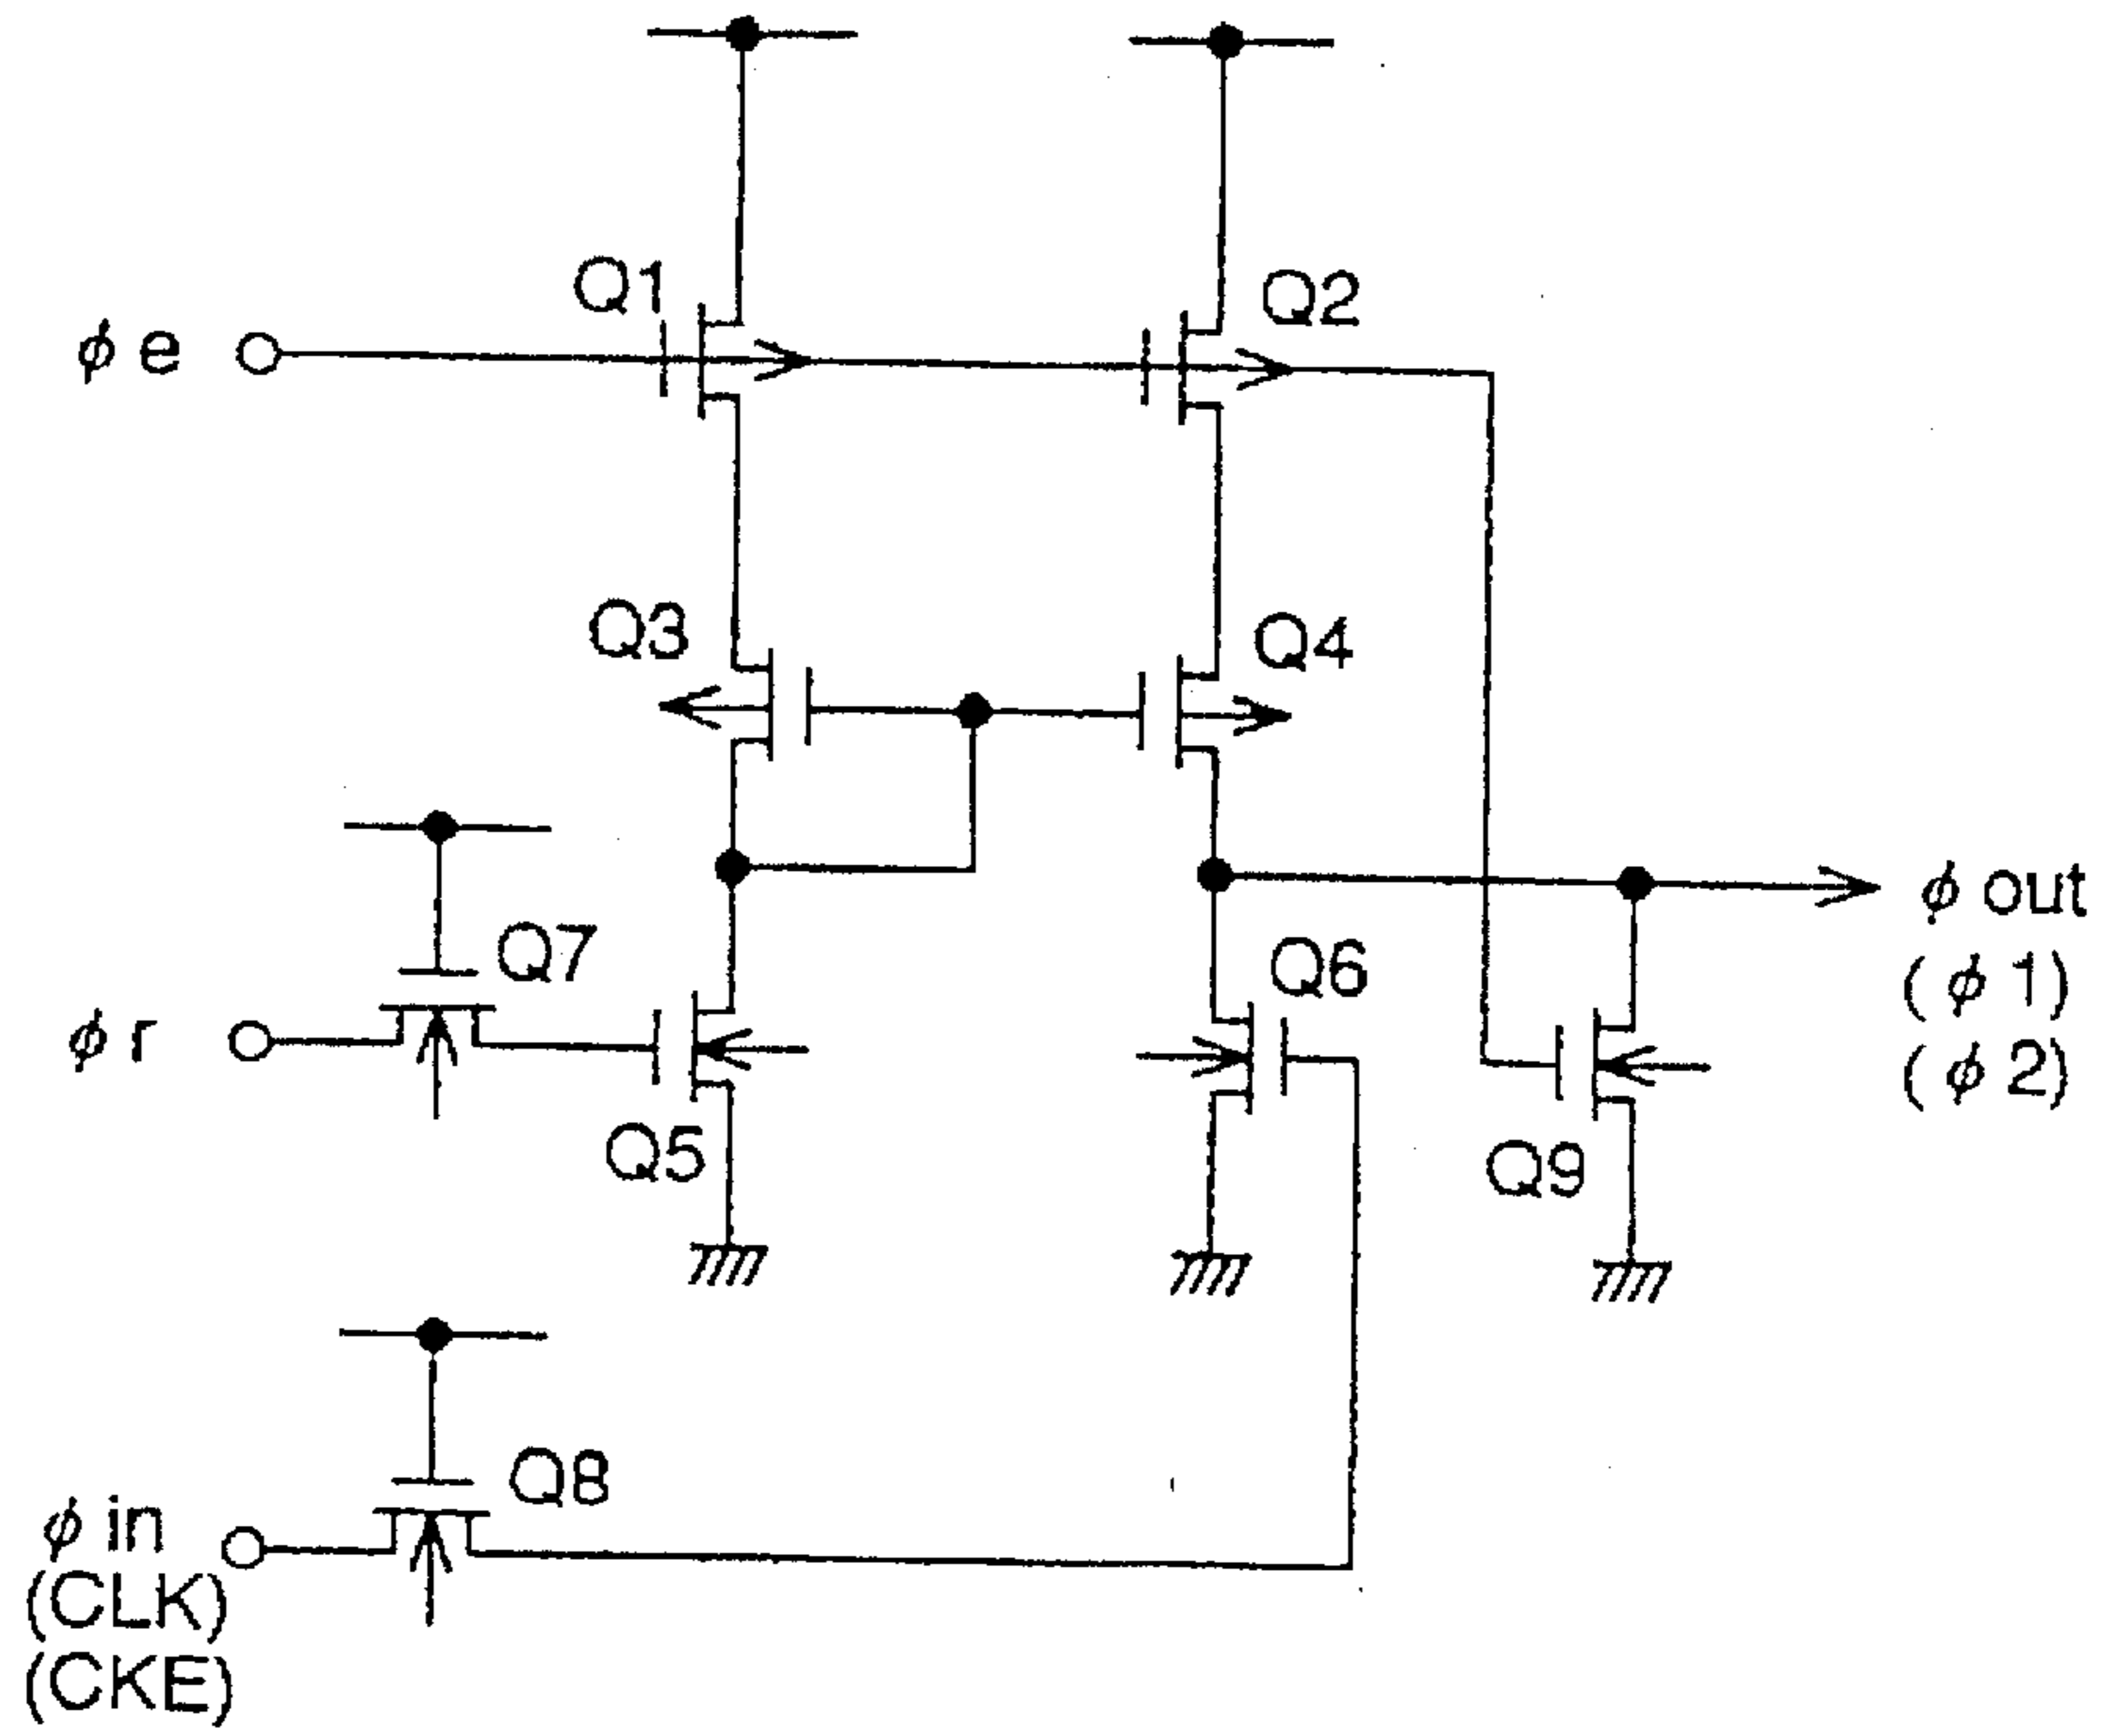 Q1
Q2
ϕ e
Q3
Q4
ϕ out
(ϕ 1)
(ϕ 2)
Q7
Q6
ϕ r
Q5
Q9
Q8
ϕ in
(CLK)
(CKE)